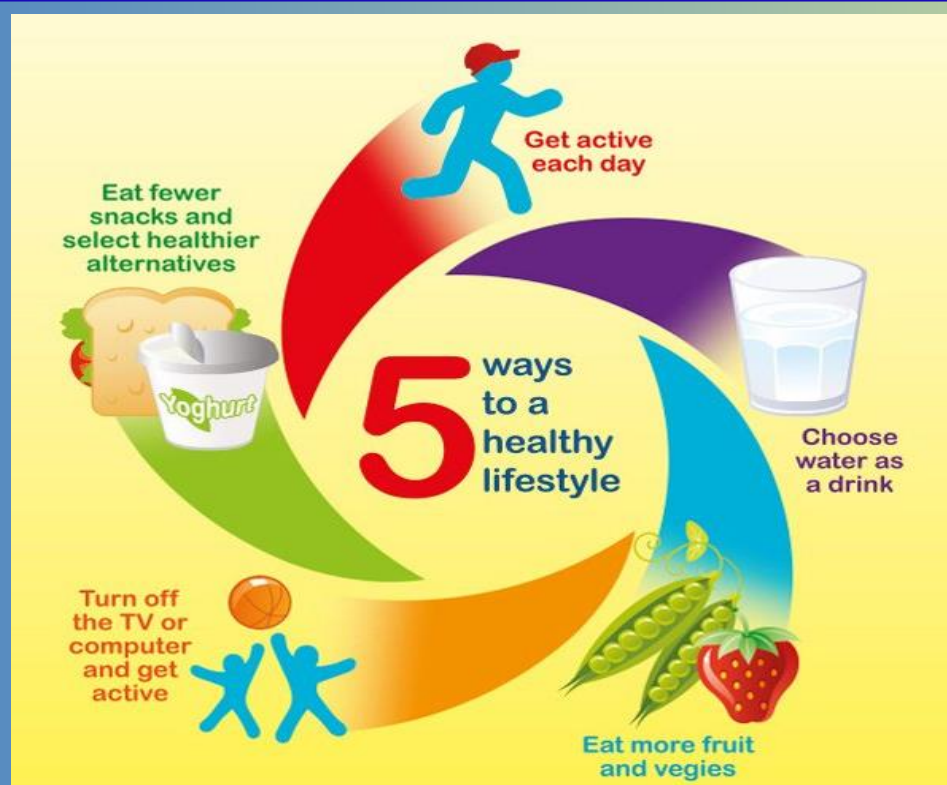 Get active
each day
Eat fewer
snacks and
select healthier
alternatives
Yoghurt
5
ways
to a
healthy
lifestyle
Choose
water as
a drink
Turn off
the TV or
computer
and get
active
Eat more fruit
and vegies